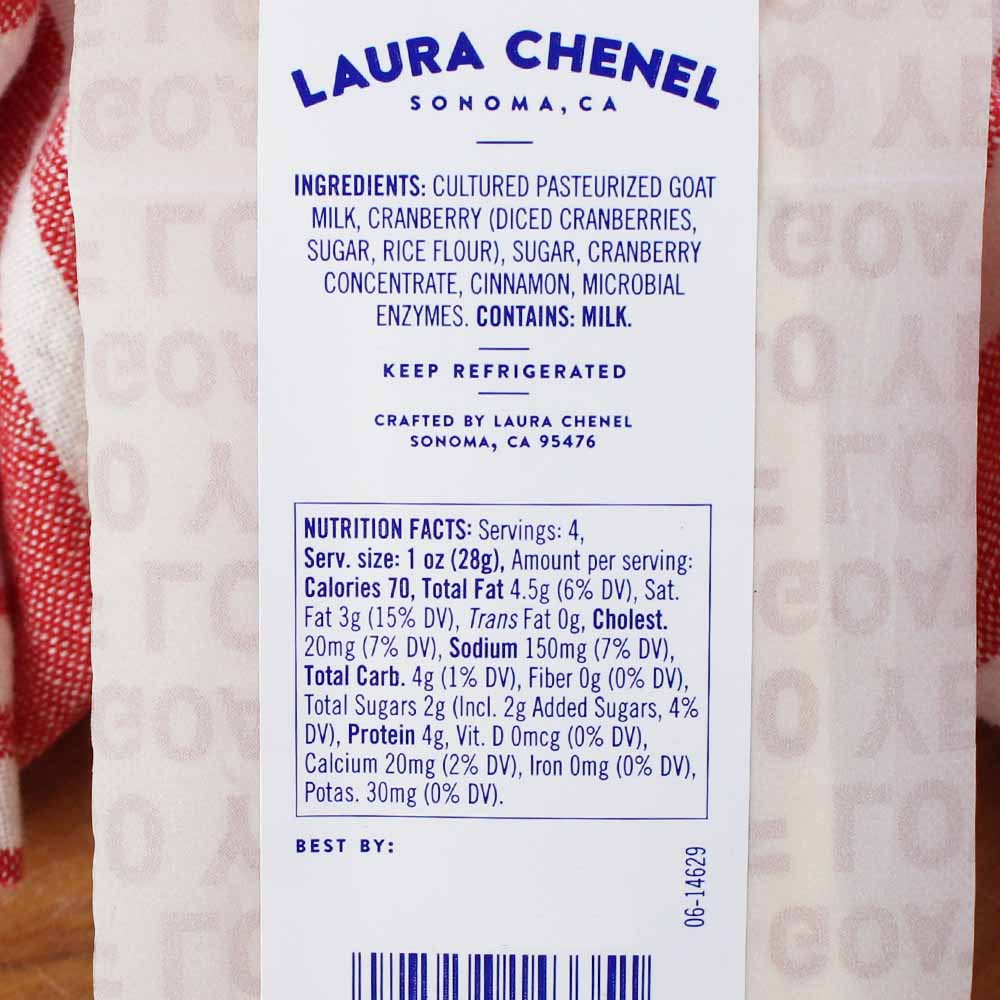 LAURA CHENEL
SONOMA, CA
INGREDIENTS: CULTURED PASTEURIZED GOAT
MILK, CRANBERRY (DICED CRANBERRIES,
SUGAR, RICE FLOUR), SUGAR, CRANBERRY
CONCENTRATE, CINNAMON, MICROBIAL
ENZYMES. CONTAINS: MILK.
KEEP REFRIGERATED
CRAFTED BY LAURA CHENEL
SONOMA, CA 95476
NUTRITION FACTS: Servings: 4,
Serv. size: 1 oz (28g), Amount per serving:
Calories 70, Total Fat 4.5g (6% DV), Sat.
Fat 3g (15% DV), Trans Fat 0g, Cholest.
20mg (7% DV), Sodium 150mg (7% DV),
Total Carb. 4g (1% DV), Fiber 0g (0% DV),
Total Sugars 2g (Incl. 2g Added Sugars, 4%
DV), Protein 4g, Vit. D 0mcg (0% DV),
Calcium 20mg (2% DV), Iron 0mg (0% DV),
Potas. 30mg (0% DV).
BEST BY:
06-14629